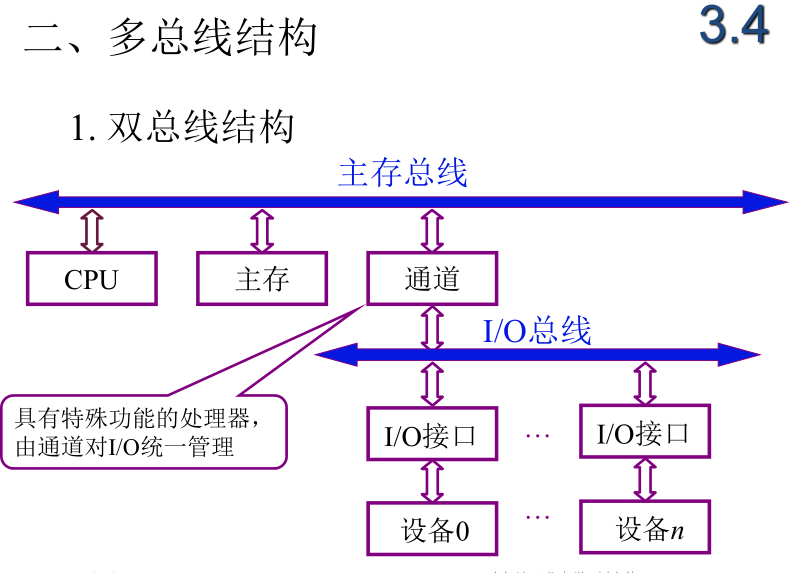 二、多总线结构
3.4
1. 双总线结构
主存总线
CPU
主存
通道
I/O总线
具有特殊功能的处理器，
由通道对I/O统一管理
I/O接口
…
I/O接口
设备0
…
设备n